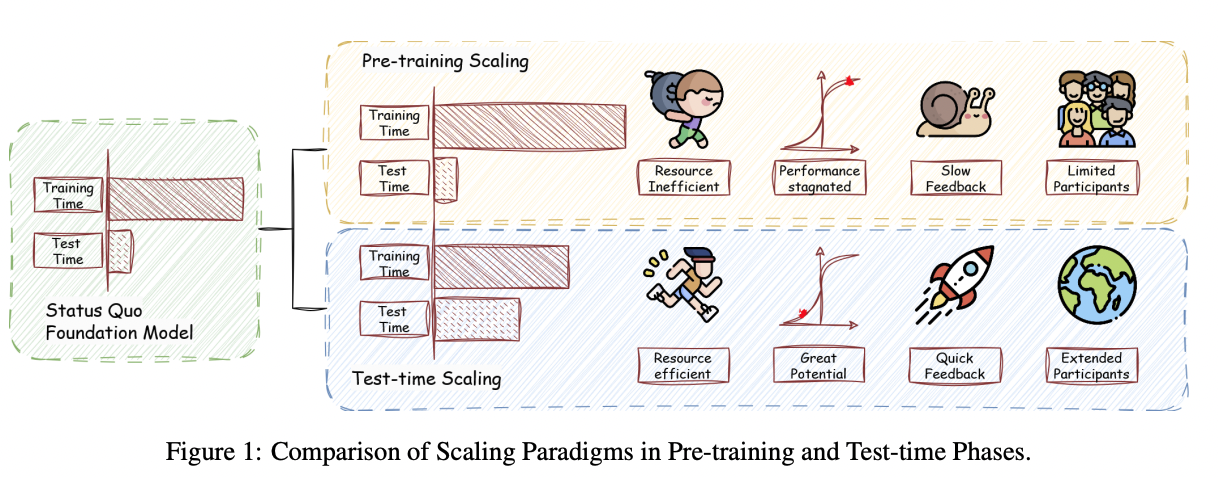 Pre-training Scaling
Training
Time
Test
Time
Resource
Inefficient
Performance
stagnated
Slow
Feedback
Limited
Participants
Training
Time
Test
Time
Status Quo
Foundation Model
Training
Time
Test
Time
Resource
efficient
Great
Potential
Quick
Feedback
Extended
Participants
Test-time Scaling
Figure 1: Comparison of Scaling Paradigms in Pre-training and Test-time Phases.